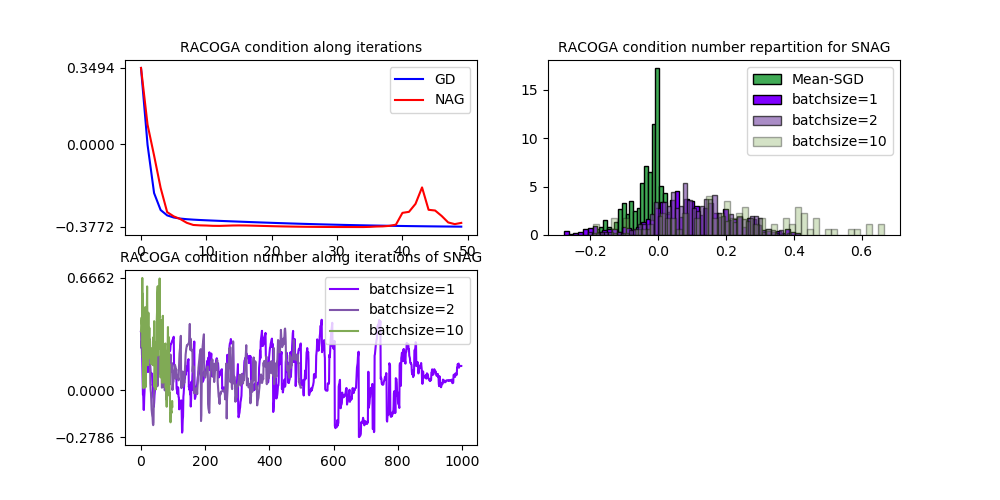 RACOGA condition along iterations
0.3494
0.0000
−0.3772
0 10 20 30 40 50
GD
NAG
RACOGA condition number repartition for SNAG
15
10
5
0
−0.2 0.0 0.2 0.4 0.6
Mean-SGD
batchsize=1
batchsize=2
batchsize=10
RACOGA condition number along iterations of SNAG
0.6662
0.0000
−0.2786
0 200 400 600 800 1000
batchsize=1
batchsize=2
batchsize=10